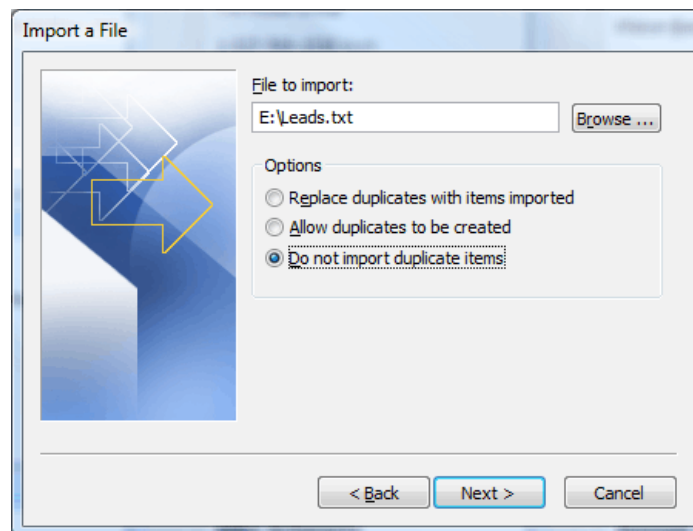 Import a File
File to import:
E:\Leads.txt
Browse ...
Options
Replace duplicates with items imported
Allow duplicates to be created
Do not import duplicate items
< Back
Next >
Cancel